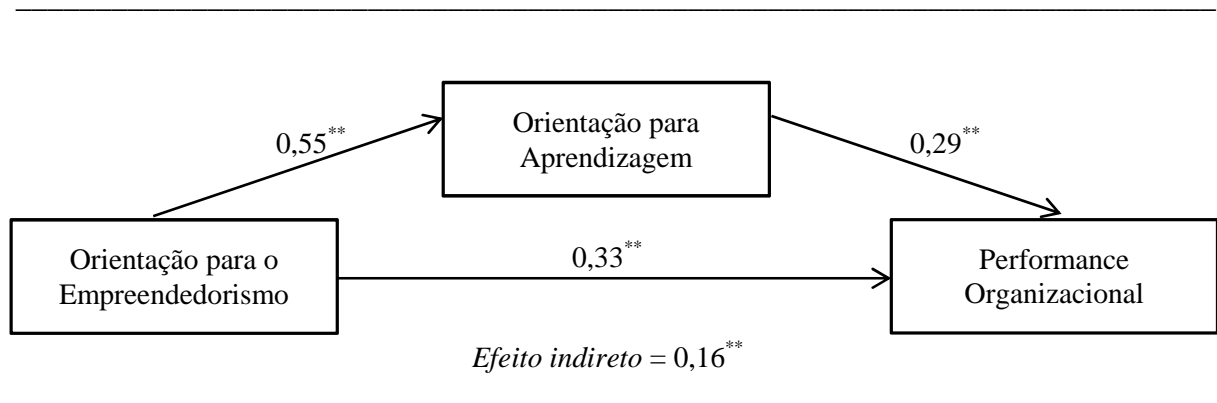 Orientação para
Aprendizagem
0,55**
0,29**
Orientação para o
Empreendedorismo
0,33**
Performance
Organizacional
Efeito indireto = 0,16**